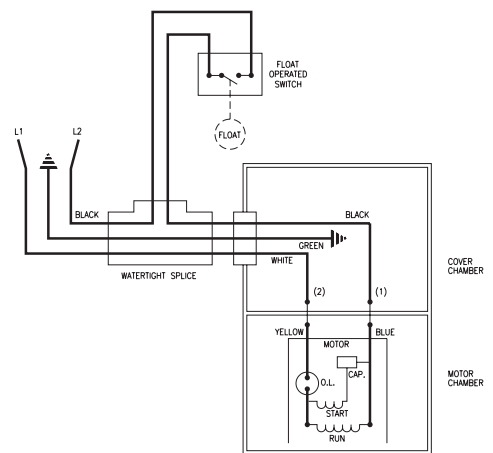 FLOAT
OPERATED
SWITCH
FLOAT
L1
L2
BLACK
BLACK
GREEN
WHITE
WATERTIGHT SPLICE
COVER
CHAMBER
(2)
(1)
YELLOW
BLUE
MOTOR
CAP.
O.L.
START
RUN
MOTOR
CHAMBER